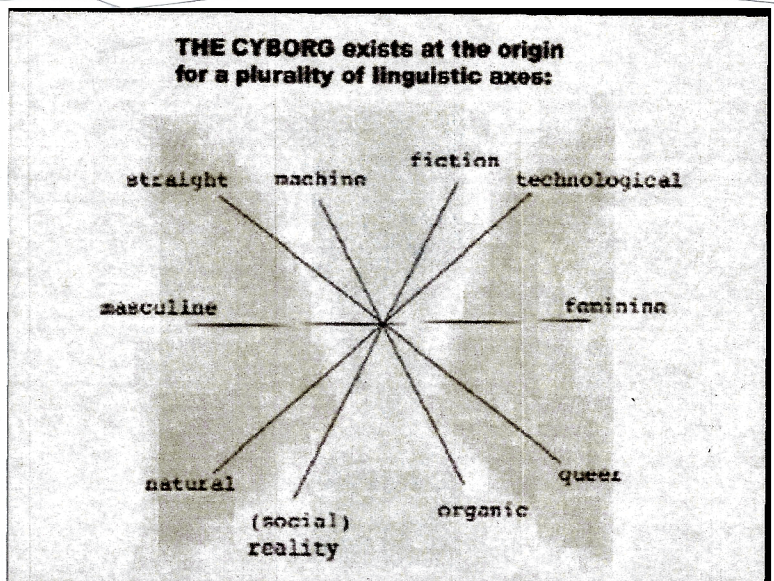 THE CYBORG exists at the origin
for a plurality of linguistic axes:
fiction
straight machine technological
masculine feminine
natural queer
(social) organic
reality